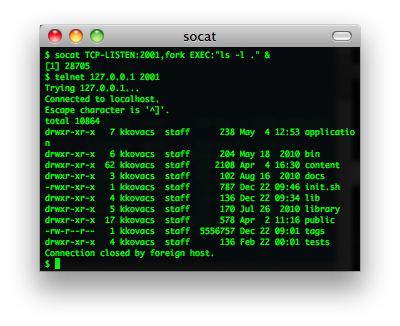 socat
$ socat TCP-LISTEN:2001,fork EXEC:"ls -l ." &
[1] 28705
$ telnet 127.0.0.1 2001
Trying 127.0.0.1...
Connected to localhost.
Escape character is '^]'.
total 10864
drwxr-xr-x   7 kkovacs  staff      238 May  4 12:53 applicatio
n
drwxr-xr-x   6 kkovacs  staff      204 May 18  2010 bin
drwxr-xr-x  62 kkovacs  staff     2108 Apr  4 16:30 content
drwxr-xr-x   3 kkovacs  staff      102 Aug 16  2010 docs
-rwxr-xr-x   1 kkovacs  staff      787 Dec 22 09:46 init.sh
drwxr-xr-x   4 kkovacs  staff      136 Dec 22 09:34 lib
drwxr-xr-x   5 kkovacs  staff      170 Jul 26  2010 library
drwxr-xr-x  17 kkovacs  staff      578 Apr  2 11:16 public
-rw-r--r--   1 kkovacs  staff  5556757 Dec 22 09:01 tags
drwxr-xr-x   4 kkovacs  staff      136 Feb 22 00:01 tests
Connection closed by foreign host.
$